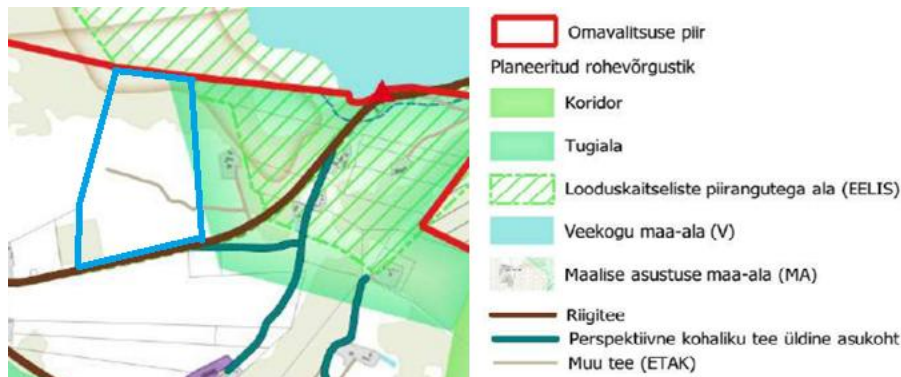 Omavalitsuse piir
Planeeritud rohevõrgustik
Koridor
Tugiala
Looduskaitseliste piirangutega ala (EELIS)
Veekogu maa-ala (V)
Maalise asustuse maa-ala (MA)
Riigitee
Perspektiivne kohaliku tee üldine asukoht
Muu tee (ETAK)